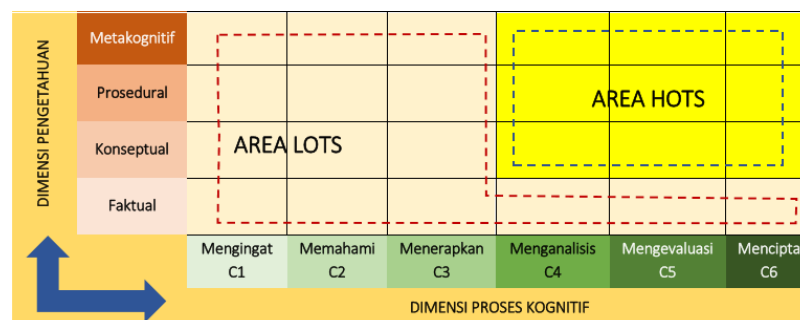 DIMENSI PENGETAHUAN
Metakognitif
Prosedural
Konseptual
Faktual
AREA LOTS
AREA HOTS
Mengingat
C1
Memahami
C2
Menerapkan
C3
Menganalisis
C4
Mengevaluasi
C5
Mencipta
C6
DIMENSI PROSES KOGNITIF